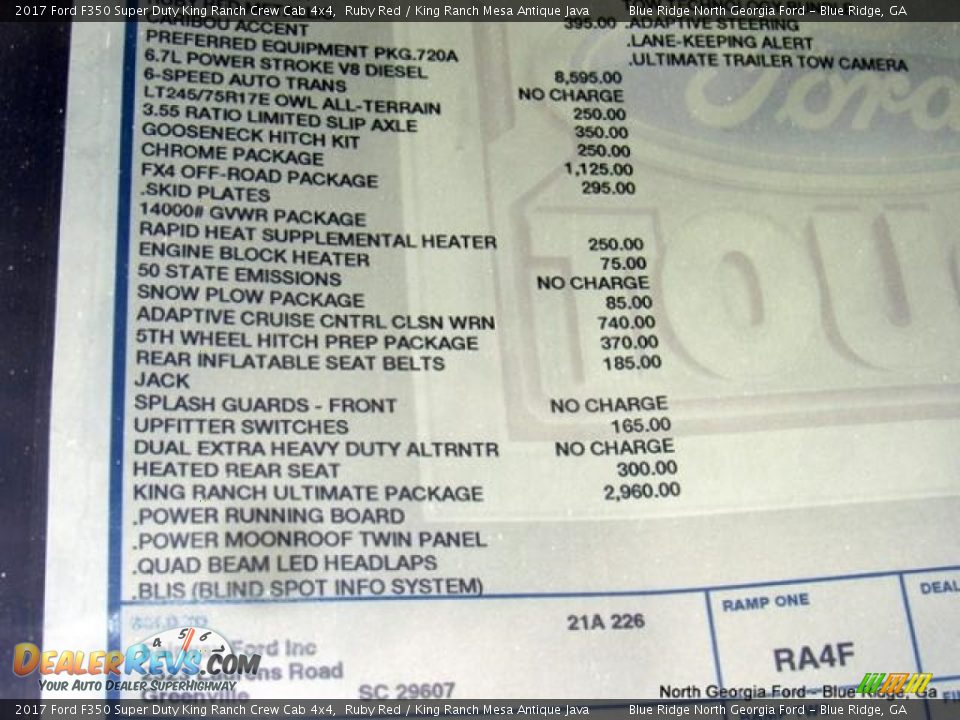 2017 Ford F350 Super Duty King Ranch Crew Cab 4x4, Ruby Red / King Ranch Mesa Antique Java Blue Ridge North Georgia Ford - Blue Ridge, GA
CARIBOU ACCENT 395.00 .ADAPTIVE STEERING
PREFERRED EQUIPMENT PKG.720A .LANE-KEEPING ALERT
6.7L POWER STROKE V8 DIESEL 8,595.00 .ULTIMATE TRAILER TOW CAMERA
6-SPEED AUTO TRANS NO CHARGE
LT245/75R17E OWL ALL-TERRAIN 250.00
3.55 RATIO LIMITED SLIP AXLE 350.00
GOOSENECK HITCH KIT 250.00
CHROME PACKAGE 1,125.00
FX4 OFF-ROAD PACKAGE 295.00
.SKID PLATES
14000# GVWR PACKAGE
RAPID HEAT SUPPLEMENTAL HEATER 250.00
ENGINE BLOCK HEATER 75.00
50 STATE EMISSIONS NO CHARGE
SNOW PLOW PACKAGE 85.00
ADAPTIVE CRUISE CNTRL CLSN WRN 740.00
5TH WHEEL HITCH PREP PACKAGE 370.00
REAR INFLATABLE SEAT BELTS 185.00
JACK
SPLASH GUARDS - FRONT NO CHARGE
UPFITTER SWITCHES 165.00
DUAL EXTRA HEAVY DUTY ALTRNTR NO CHARGE
HEATED REAR SEAT 300.00
KING RANCH ULTIMATE PACKAGE 2,960.00
.POWER RUNNING BOARD
.POWER MOONROOF TWIN PANEL
.QUAD BEAM LED HEADLAPS
.BLIS (BLIND SPOT INFO SYSTEM)
21A 226 RAMP ONE DEAL
Ford Inc RA4F
Road
Greenville SC 29607
DEALERREVS.COM
YOUR AUTO DEALER SUPERHIGHWAY
North Georgia Ford - Blue Ridge, Ga
2017 Ford F350 Super Duty King Ranch Crew Cab 4x4, Ruby Red / King Ranch Mesa Antique Java Blue Ridge North Georgia Ford - Blue Ridge, GA